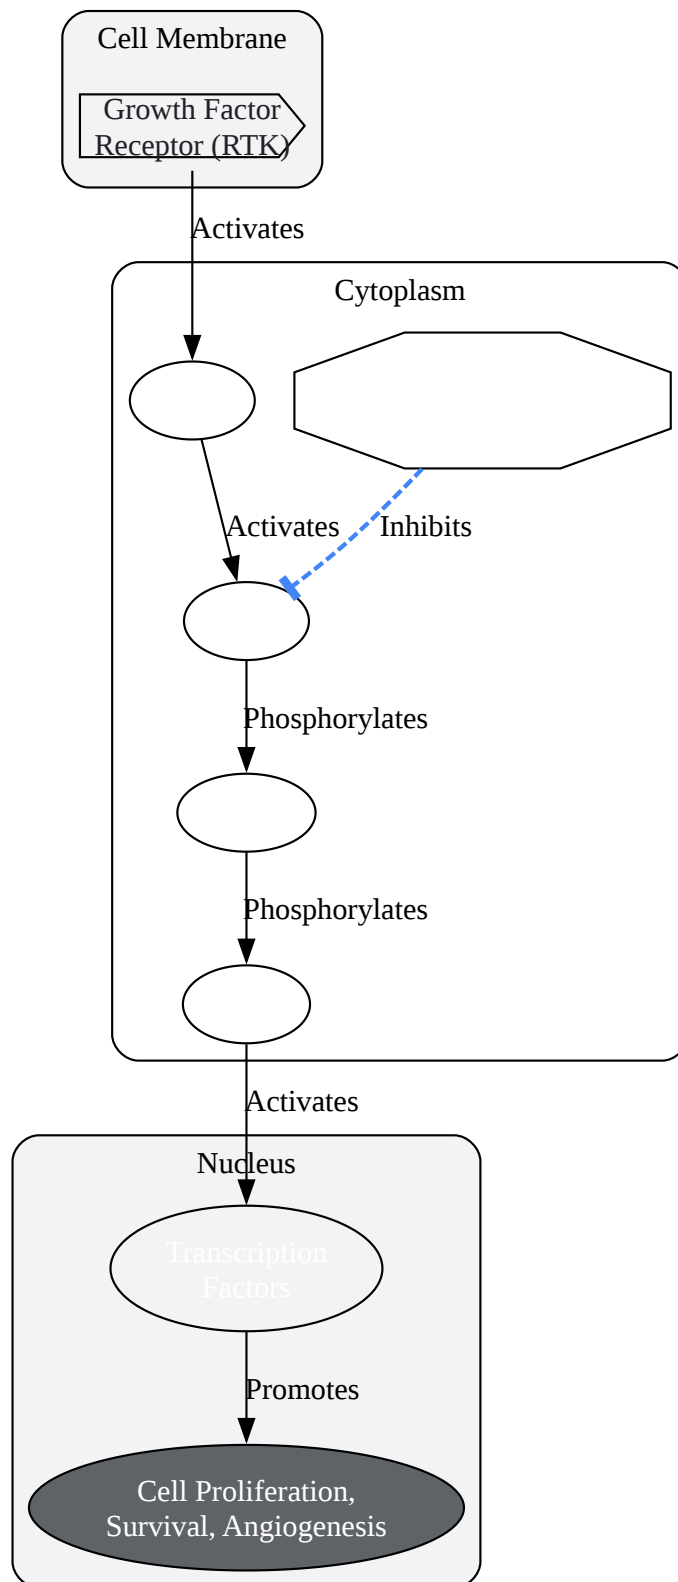 Cell Membrane
Growth Factor
Receptor (RTK)
Activates
Cytoplasm
Activates
Inhibits
Phosphorylates
Phosphorylates
Activates
Nucleus
Transcription
Factors
Promotes
Cell Proliferation,
Survival, Angiogenesis